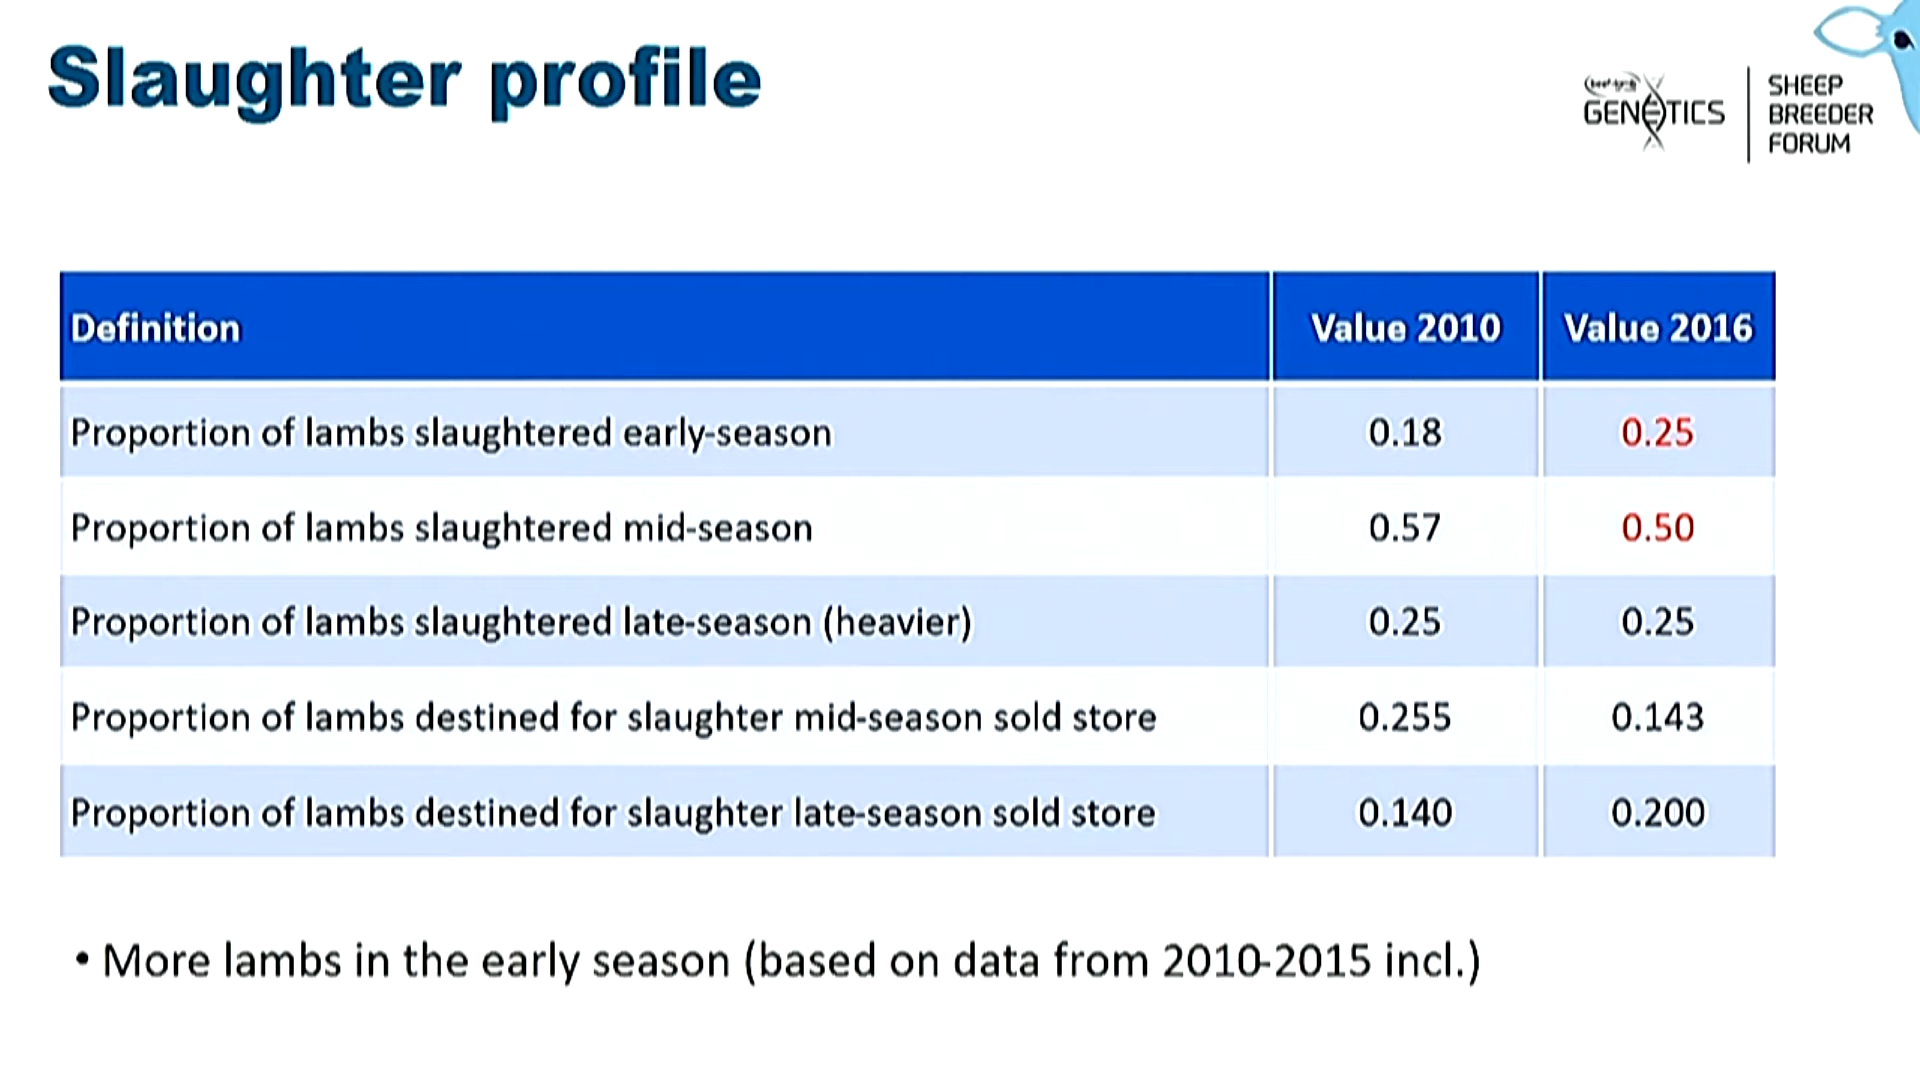 Slaughter profile
GENETICS
SHEEP
BREEDER
FORUM
Definition Value 2010 Value 2016
Proportion of lambs slaughtered early-season 0.18 0.25
Proportion of lambs slaughtered mid-season 0.57 0.50
Proportion of lambs slaughtered late-season (heavier) 0.25 0.25
Proportion of lambs destined for slaughter mid-season sold store 0.255 0.143
Proportion of lambs destined for slaughter late-season sold store 0.140 0.200
• More lambs in the early season (based on data from 2010-2015 incl.)